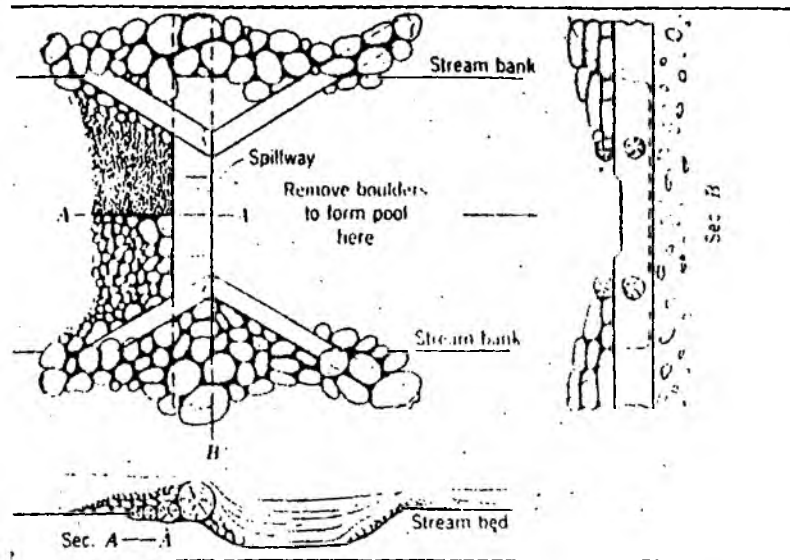 Stream bank
Spillway
Remove boulders
to form pool
here
A
A
Sec. B
Stream bank
B
Stream bed
Sec. A — A